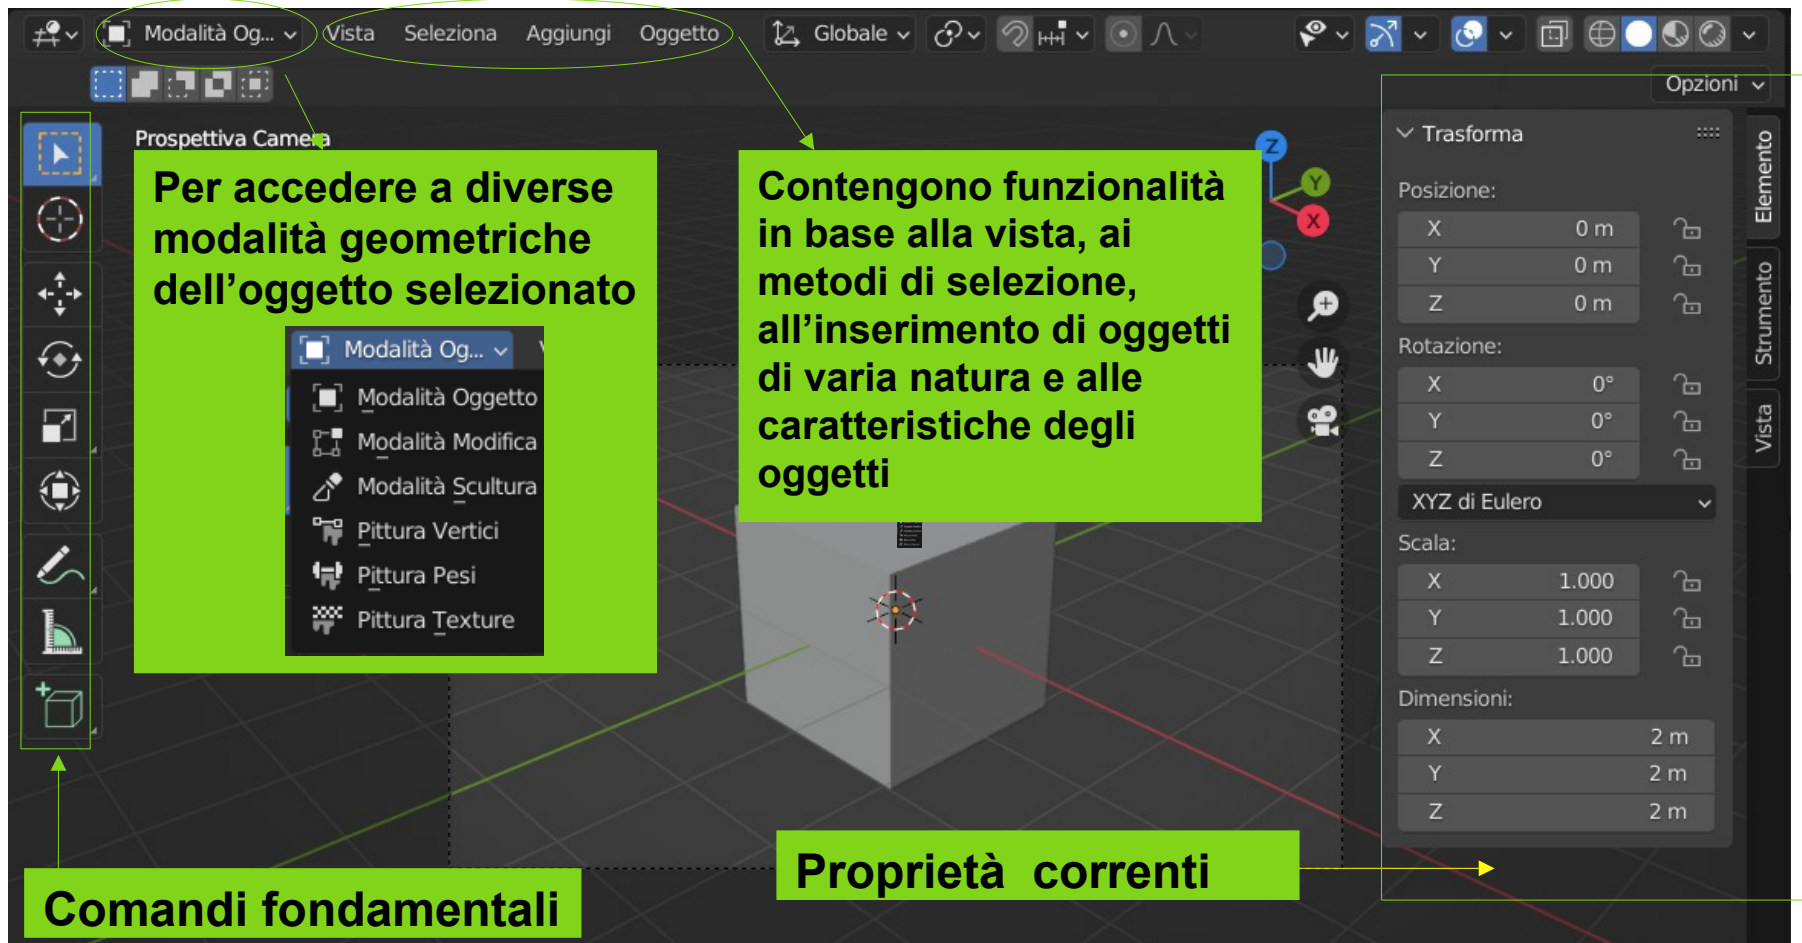 Modalità Og...
Vista
Seleziona
Aggiungi
Oggetto
Globale
Opzioni
Prospettiva Camera
Per accedere a diverse
modalità geometriche
dell’oggetto selezionato
Modalità Og...
Modalità Oggetto
Modalità Modifica
Modalità Scultura
Pittura Vertici
Pittura Pesi
Pittura Texture
Contengono funzionalità
in base alla vista, ai
metodi di selezione,
all’inserimento di oggetti
di varia natura e alle
caratteristiche degli
oggetti
Z
Y
X
Trasforma
Posizione:
X 0 m
Y 0 m
Z 0 m
Rotazione:
X 0°
Y 0°
Z 0°
XYZ di Eulero
Scala:
X 1.000
Y 1.000
Z 1.000
Dimensioni:
X 2 m
Y 2 m
Z 2 m
Elemento
Strumento
Vista
Comandi fondamentali
Proprietà correnti